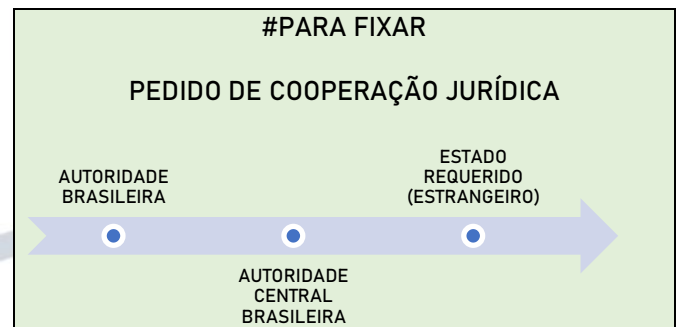 #PARA FIXAR
PEDIDO DE COOPERAÇÃO JURÍDICA
AUTORIDADE
BRASILEIRA
AUTORIDADE
CENTRAL
BRASILEIRA
ESTADO
REQUERIDO
(ESTRANGEIRO)